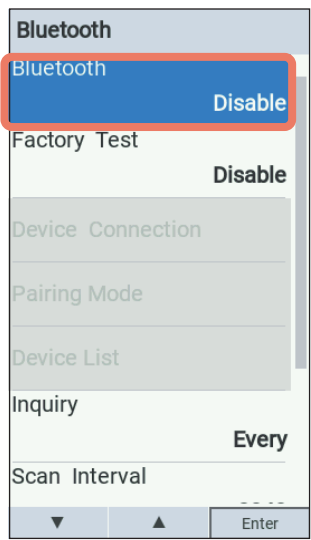 Bluetooth
Bluetooth
Disable
Factory Test
Disable
Device Connection
Pairing Mode
Device List
Inquiry
Every
Scan Interval
▼ ▲ Enter